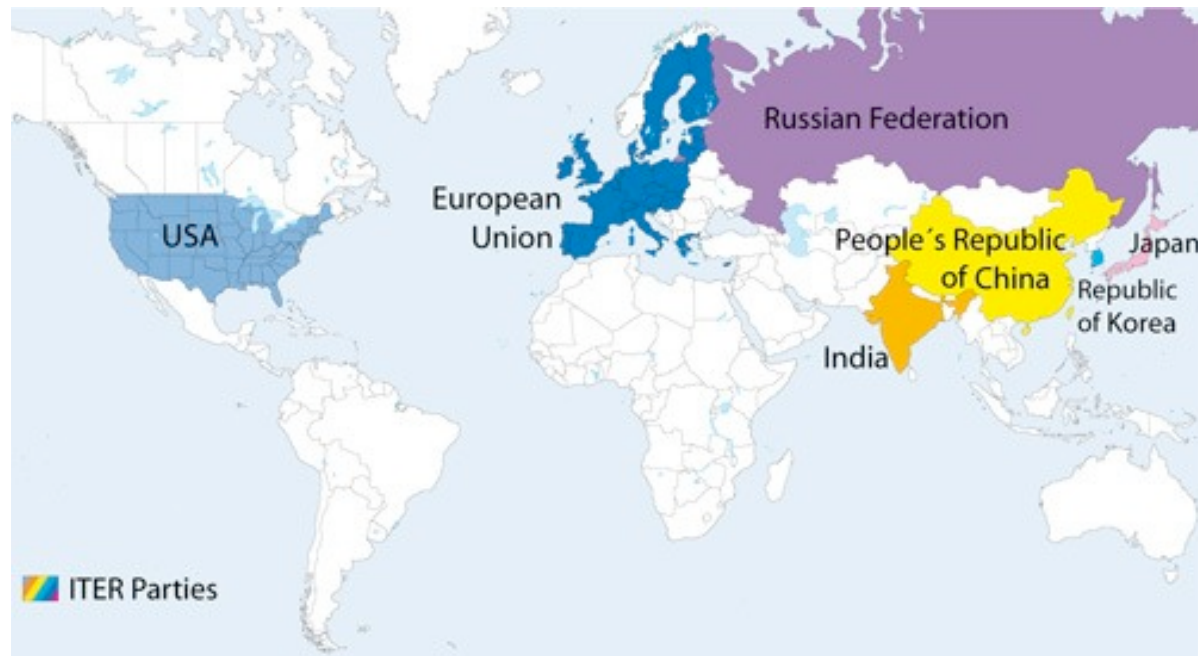 Russian Federation
European
Union
USA
People´s Republic
of China
Japan
Republic
of Korea
India
ITER Parties